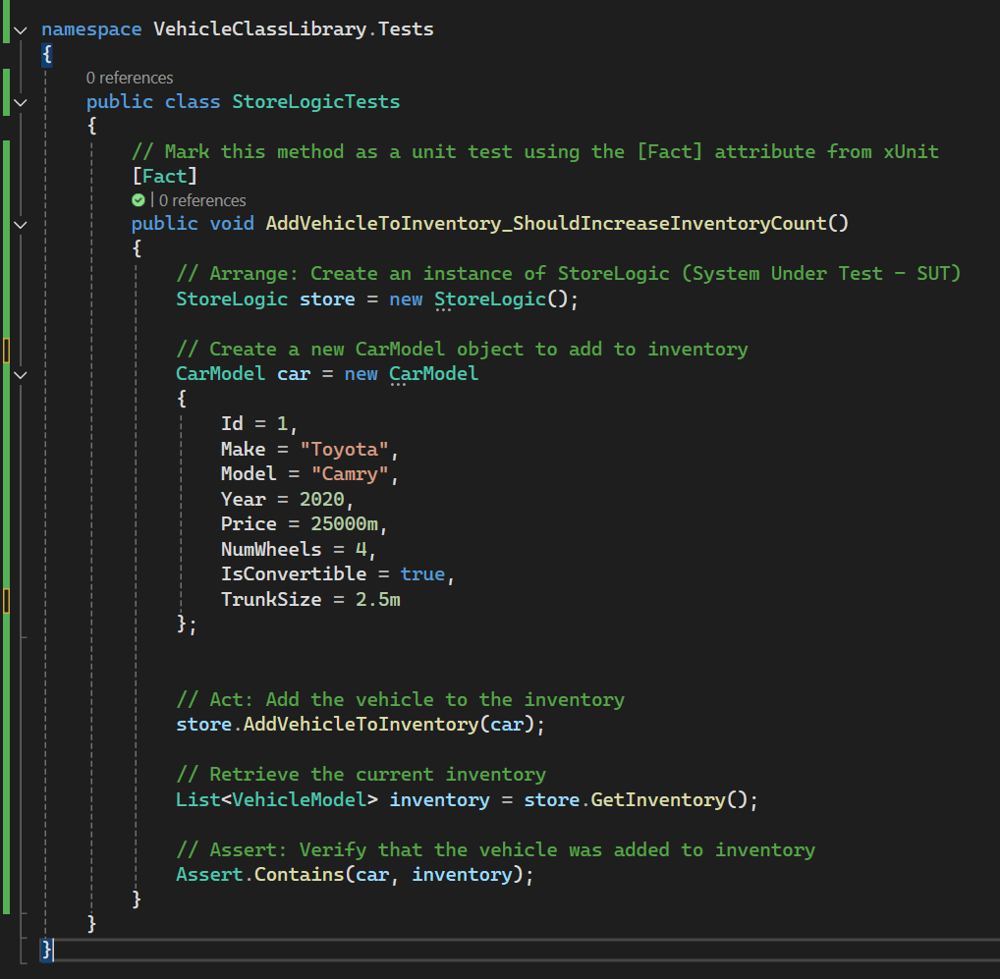 namespace VehicleClassLibrary.Tests
{
0 references
public class StoreLogicTests
{
// Mark this method as a unit test using the [Fact] attribute from xUnit
[Fact]
| 0 references
public void AddVehicleToInventory_ShouldIncreaseInventoryCount()
{
// Arrange: Create an instance of StoreLogic (System Under Test - SUT)
StoreLogic store = new StoreLogic();
// Create a new CarModel object to add to inventory
CarModel car = new CarModel
{
Id = 1,
Make = "Toyota",
Model = "Camry",
Year = 2020,
Price = 25000m,
NumWheels = 4,
IsConvertible = true,
TrunkSize = 2.5m
};
// Act: Add the vehicle to the inventory
store.AddVehicleToInventory(car);
// Retrieve the current inventory
List<VehicleModel> inventory = store.GetInventory();
// Assert: Verify that the vehicle was added to inventory
Assert.Contains(car, inventory);
}
}
}